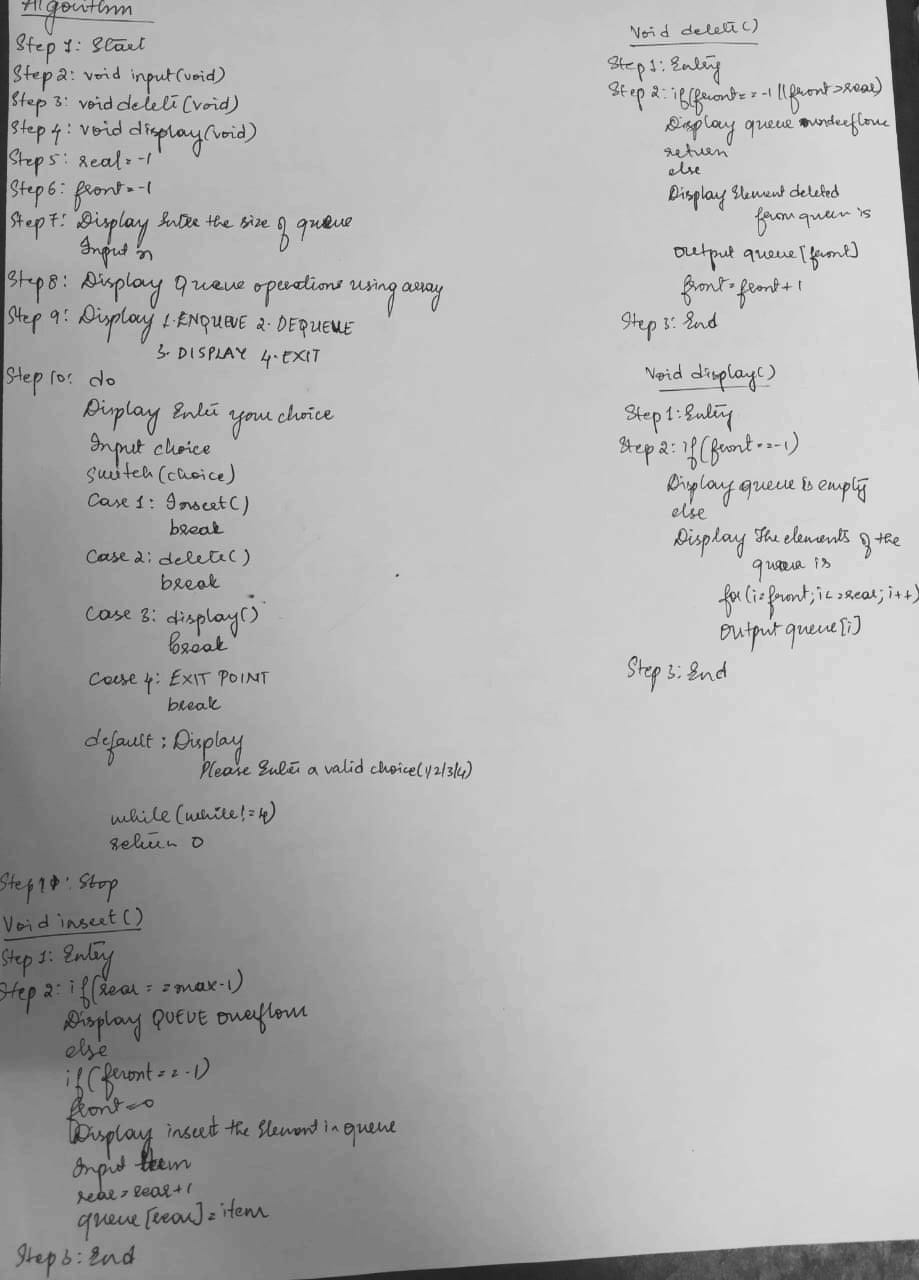 Algorithm
Step 1: Start
Step 2: void input(void)
Step 3: void delete(void)
Step 4: void display(void)
Step 5: rear=-1
Step 6: front=-1
Step 7: Display Enter the size of queue
Input n
Step 8: Display Queue operations using array
Step 9: Display 1.ENQUEUE 2. DEQUEUE
3. DISPLAY 4. EXIT
Step 10: do
Display Enter your choice
Input choice
switch(choice)
Case 1: Insert()
break
Case 2: delete()
break
Case 3: display()
break
Case 4: EXIT POINT
break
default: Display
Please Enter a valid choice(1/2/3/4)
while(while!=4)
return 0
Step 11: Stop
Void insert()
Step 1: Entry
Step 2: if(rear==max-1)
Display QUEUE overflow
else
if(front==-1)
front=0
Display insert the Element in queue
Input item
rear=rear+1
queue[rear]=item
Step 3: End
Void delete()
Step 1: Entry
Step 2: if(front==-1||front>rear)
Display queue underflow
return
else
Display Element deleted
from queen is
output queue[front]
front=front+1
Step 3: End
Void display()
Step 1: Entry
Step 2: if(front==-1)
Display queue is empty
else
Display The elements of the
queue is
for(i=front;i<=rear;i++)
Output queue[i]
Step 3: End